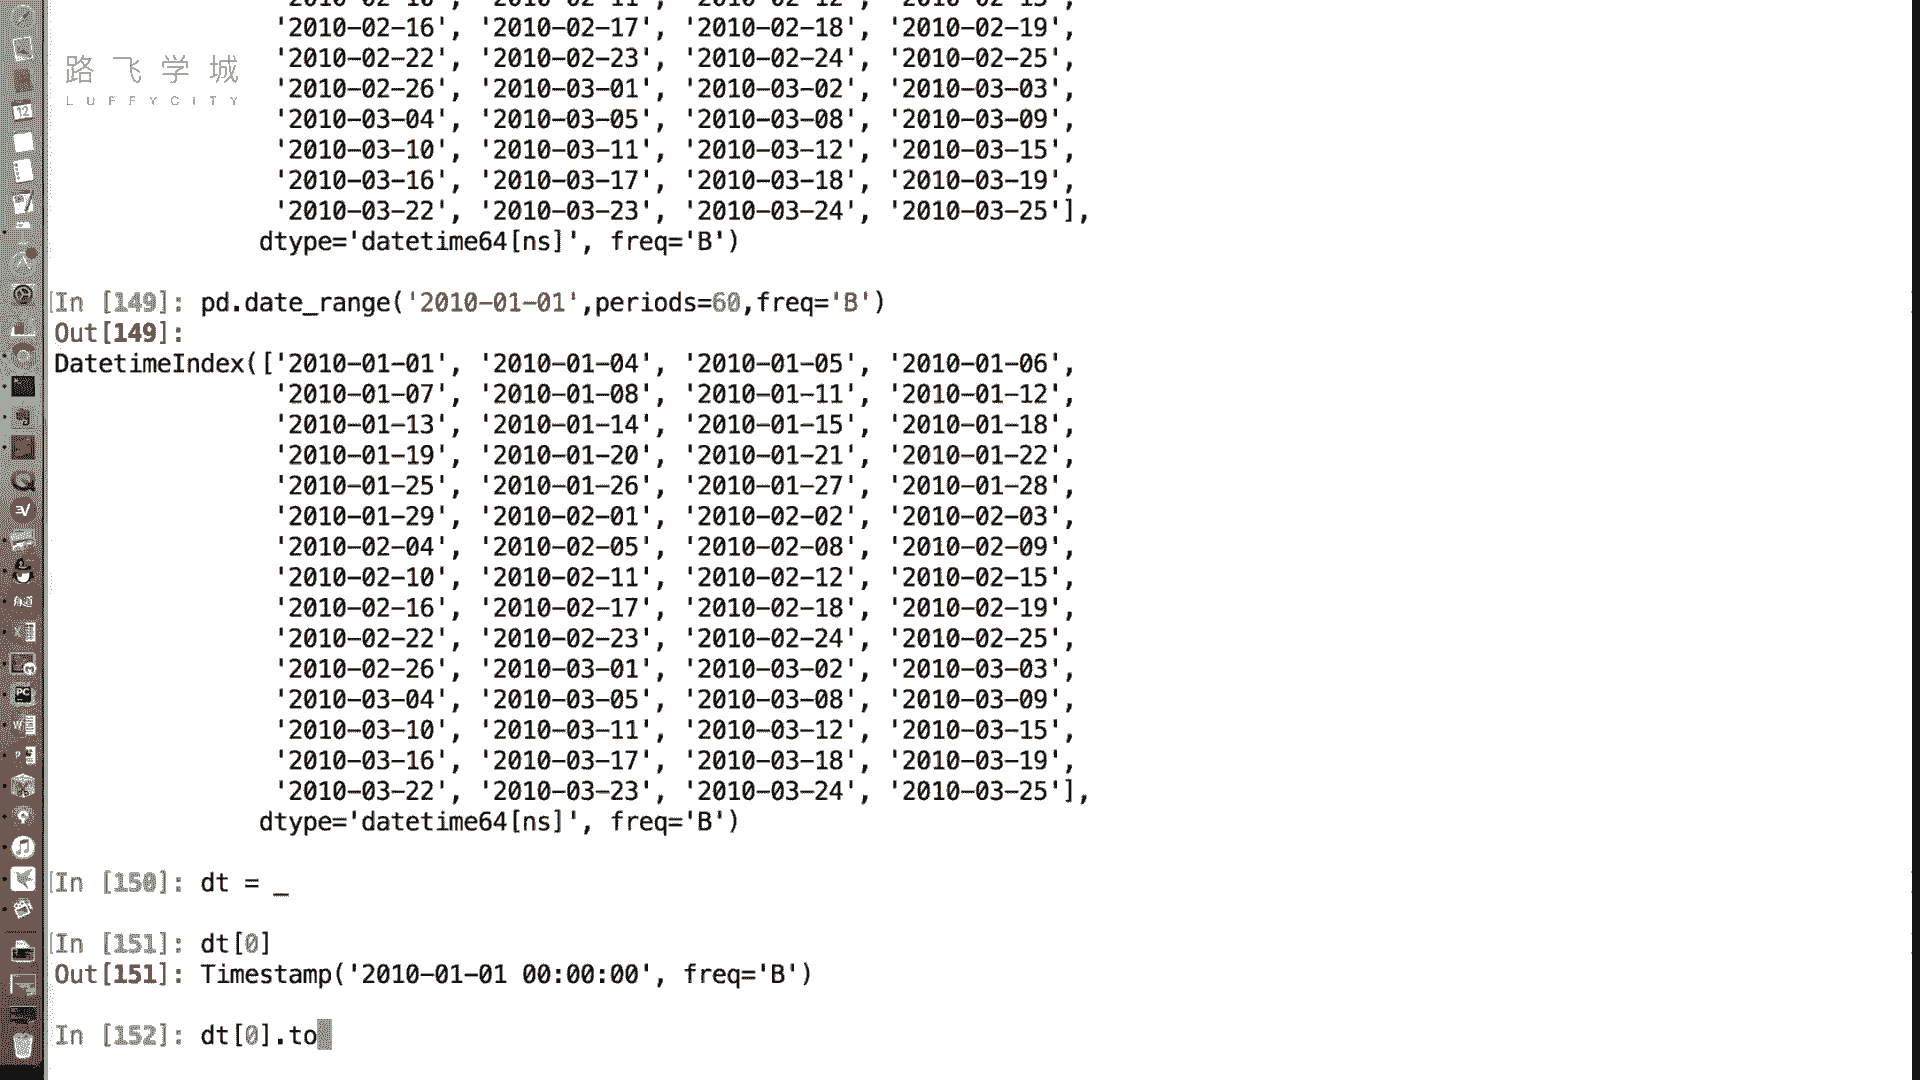 '2010-02-10', '2010-02-11', '2010-02-12', '2010-02-15',
'2010-02-16', '2010-02-17', '2010-02-18', '2010-02-19',
'2010-02-22', '2010-02-23', '2010-02-24', '2010-02-25',
'2010-02-26', '2010-03-01', '2010-03-02', '2010-03-03',
'2010-03-04', '2010-03-05', '2010-03-08', '2010-03-09',
'2010-03-10', '2010-03-11', '2010-03-12', '2010-03-15',
'2010-03-16', '2010-03-17', '2010-03-18', '2010-03-19',
'2010-03-22', '2010-03-23', '2010-03-24', '2010-03-25'],
dtype='datetime64[ns]', freq='B')
路飞学城
LUFFYCITY
In [149]: pd.date_range('2010-01-01',periods=60,freq='B')
Out[149]:
DatetimeIndex(['2010-01-01', '2010-01-04', '2010-01-05', '2010-01-06',
'2010-01-07', '2010-01-08', '2010-01-11', '2010-01-12',
'2010-01-13', '2010-01-14', '2010-01-15', '2010-01-18',
'2010-01-19', '2010-01-20', '2010-01-21', '2010-01-22',
'2010-01-25', '2010-01-26', '2010-01-27', '2010-01-28',
'2010-01-29', '2010-02-01', '2010-02-02', '2010-02-03',
'2010-02-04', '2010-02-05', '2010-02-08', '2010-02-09',
'2010-02-10', '2010-02-11', '2010-02-12', '2010-02-15',
'2010-02-16', '2010-02-17', '2010-02-18', '2010-02-19',
'2010-02-22', '2010-02-23', '2010-02-24', '2010-02-25',
'2010-02-26', '2010-03-01', '2010-03-02', '2010-03-03',
'2010-03-04', '2010-03-05', '2010-03-08', '2010-03-09',
'2010-03-10', '2010-03-11', '2010-03-12', '2010-03-15',
'2010-03-16', '2010-03-17', '2010-03-18', '2010-03-19',
'2010-03-22', '2010-03-23', '2010-03-24', '2010-03-25'],
dtype='datetime64[ns]', freq='B')
In [150]: dt = _
In [151]: dt[0]
Out[151]: Timestamp('2010-01-01 00:00:00', freq='B')
In [152]: dt[0].to
12
PC